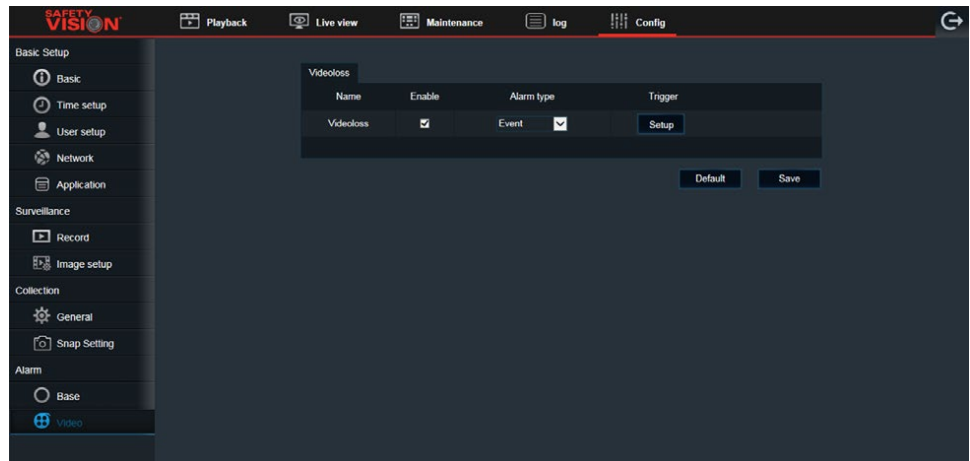 SAFETY VISION
Playback
Live view
Maintenance
log
Config
Basic Setup
Basic
Time setup
User setup
Network
Application
Surveillance
Record
Image setup
Collection
General
Snap Setting
Alarm
Base
Video
Videoloss
Name Enable Alarm type Trigger
Videoloss Event Setup
Default Save